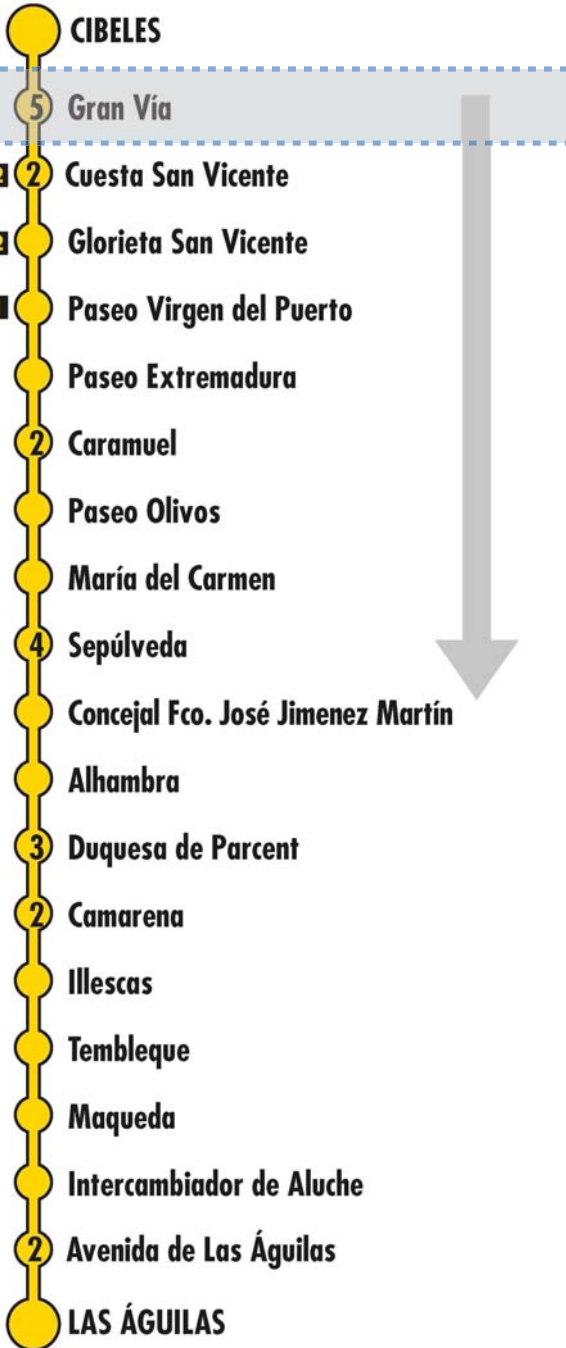 CIBELES
5 Gran Vía
2 Cuesta San Vicente
Glorieta San Vicente
Paseo Virgen del Puerto
Paseo Extremadura
2 Caramuel
Paseo Olivos
María del Carmen
4 Sepúlveda
Concejal Fco. José Jimenez Martín
Alhambra
3 Duquesa de Parcent
2 Camarena
Illescas
Tembleque
Maqueda
Intercambiador de Aluche
2 Avenida de Las Águilas
LAS ÁGUILAS